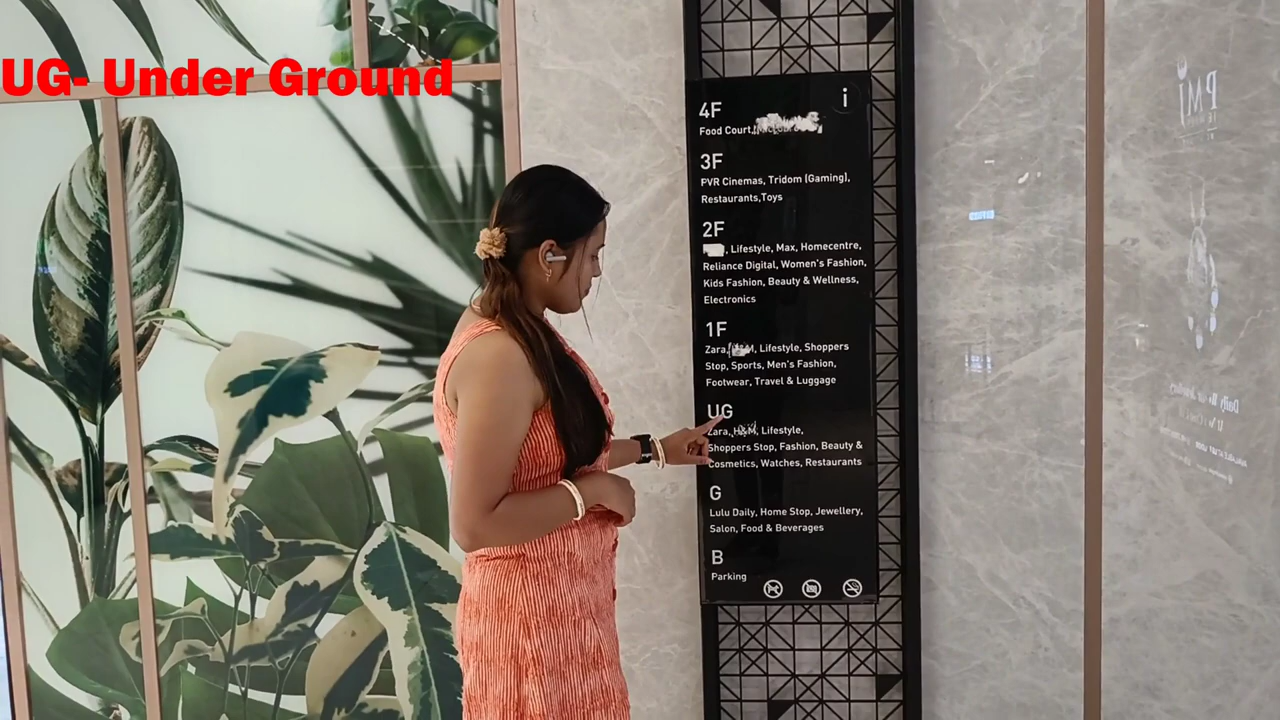 UG- Under Ground
i
4F
Food Court,
3F
PVR Cinemas, Tridom (Gaming),
Restaurants,Toys
2F
, Lifestyle, Max, Homecentre,
Reliance Digital, Women's Fashion,
Kids Fashion, Beauty & Wellness,
Electronics
1F
Zara, H&M, Lifestyle, Shoppers
Stop, Sports, Men's Fashion,
Footwear, Travel & Luggage
UG
Zara, H&M, Lifestyle,
Shoppers Stop, Fashion, Beauty &
Cosmetics, Watches, Restaurants
G
Lulu Daily, Home Stop, Jewellery,
Salon, Food & Beverages
B
Parking
PMJ